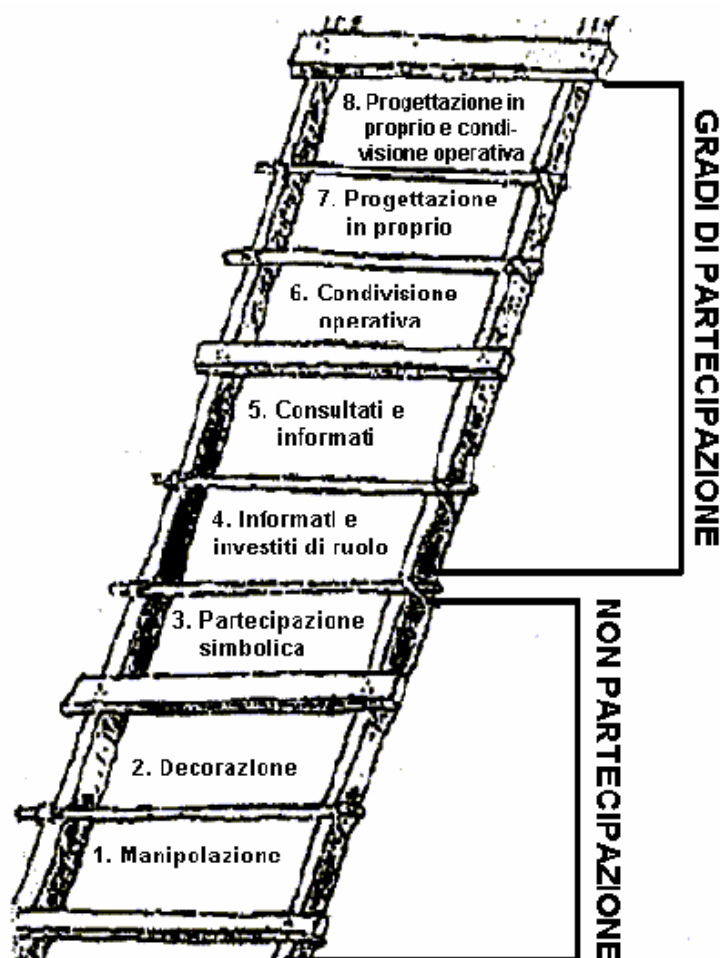 8. Progettazione in
proprio e condi-
visione operativa
7. Progettazione
in proprio
6. Condivisione
operativa
5. Consultati e
informati
4. Informati e
investiti di ruolo
3. Partecipazione
simbolica
2. Decorazione
1. Manipolazione
GRADI DI PARTECIPAZIONE
NON PARTECIPAZIONE